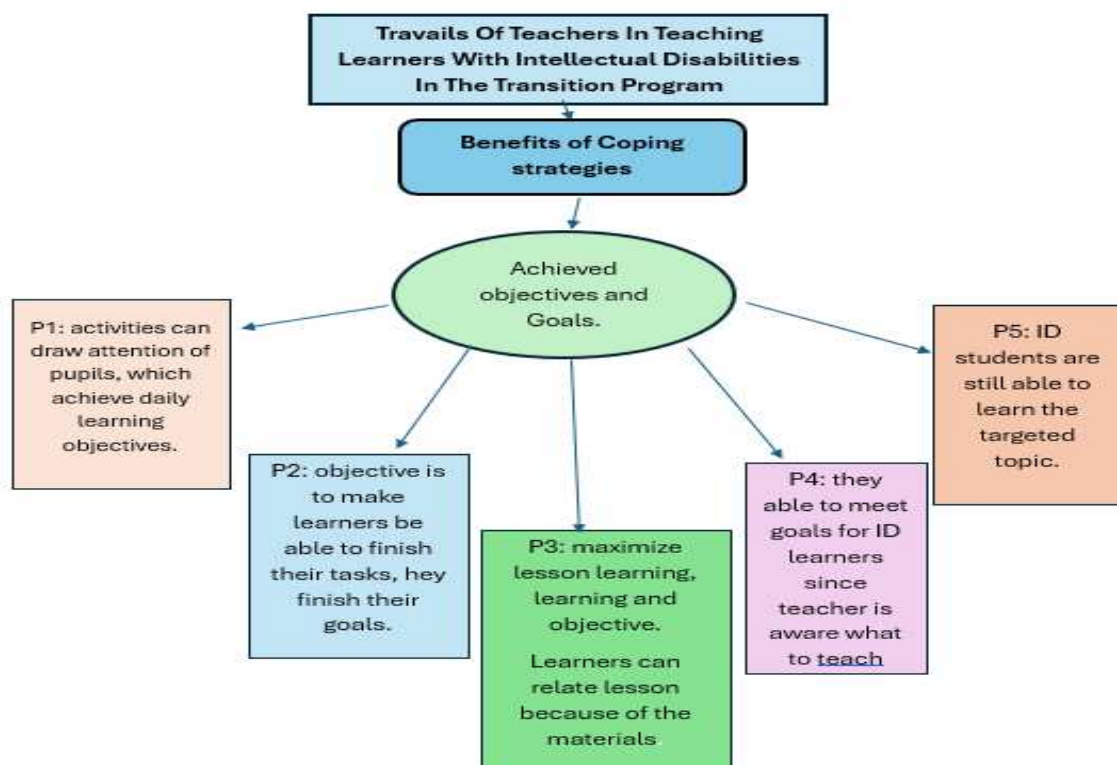 Travails Of Teachers In Teaching
Learners With Intellectual Disabilities
In The Transition Program
Benefits of Coping
strategies
Achieved
objectives and
Goals.
P1: activities can
draw attention of
pupils, which
achieve daily
learning
objectives.
P2: objective is
to make
learners be
able to finish
their tasks, hey
finish their
goals.
P3: maximize
lesson learning,
learning and
objective.
Learners can
relate lesson
because of the
materials.
P4: they
able to meet
goals for ID
learners
since
teacher is
aware what
to teach
P5: ID
students are
still able to
learn the
targeted
topic.